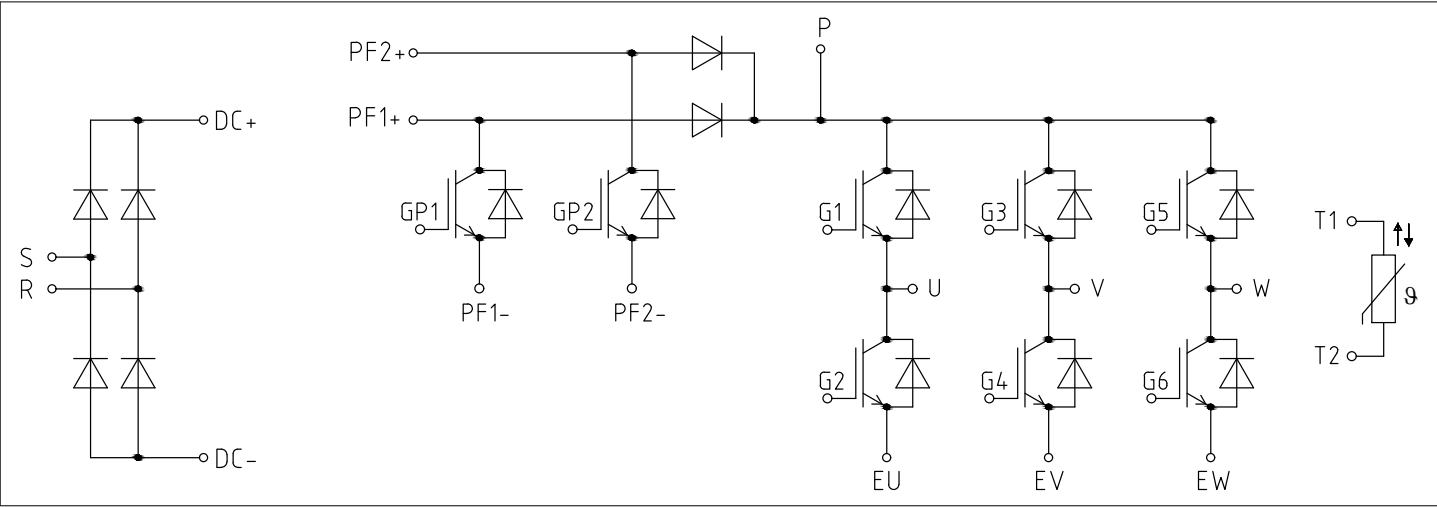 P
PF2+
PF1+
DC+
GP1
GP2
G1
G3
G5
T1
S
R
U
V
W
ϑ
PF1-
PF2-
T2
G2
G4
G6
DC-
EU
EV
EW